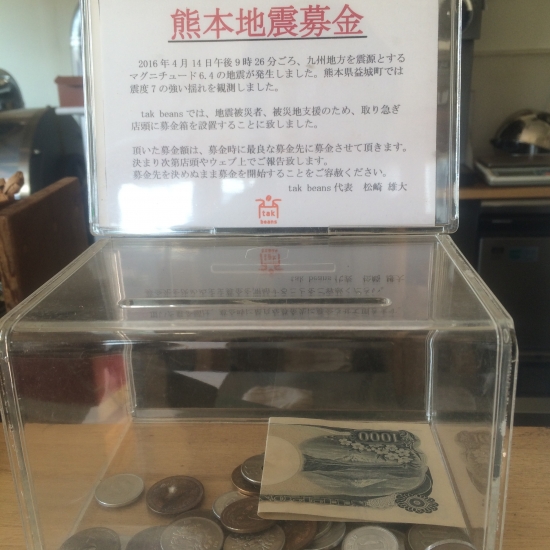 熊本地震募金
2016年4月14日午後9時26分ごろ、九州地方を震源とする
マグニチュード6.4の地震が発生しました。熊本県益城町では
震度7の強い揺れを観測しました。
tak beansでは、地震被災者、被災地支援のため、取り急ぎ
店頭に募金箱を設置することに致しました。
頂いた募金額は、募金時に最良な募金先に募金させて頂きます。
決まり次第店頭やウェブ上でご報告致します。
募金先を決めぬまま募金を開始することをご容赦ください。
tak beans代表 松崎 雄大
tak
beans
1000